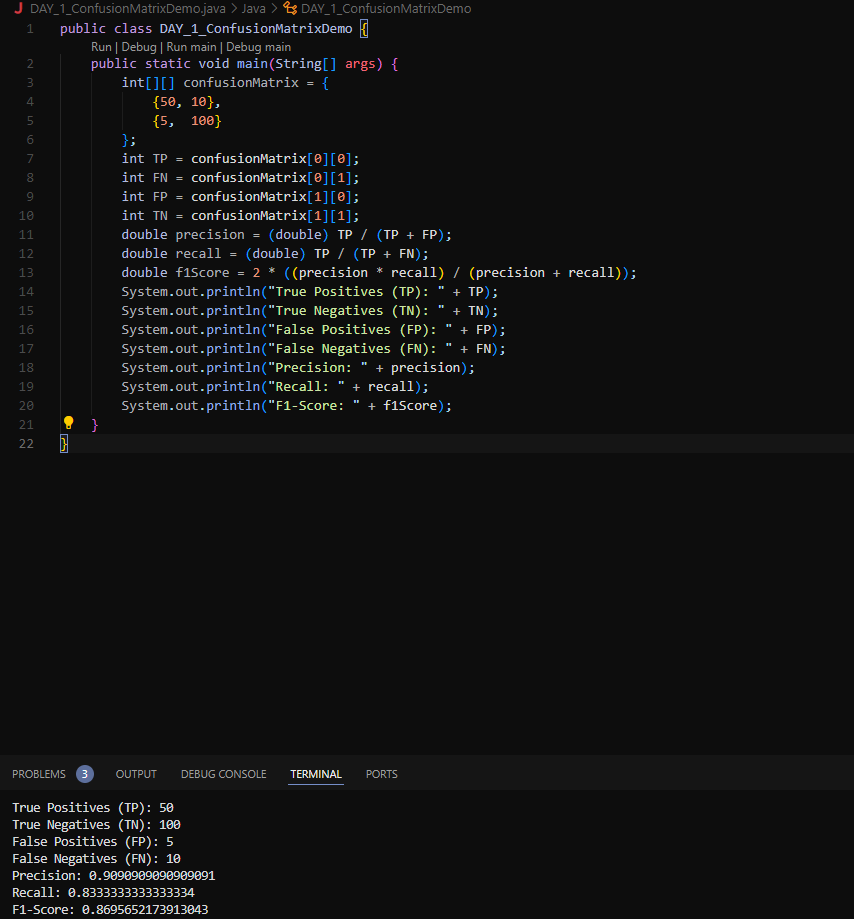 DAY_1_ConfusionMatrixDemo.java > Java > DAY_1_ConfusionMatrixDemo
1 public class DAY_1_ConfusionMatrixDemo {
Run | Debug | Run main | Debug main
2 public static void main(String[] args) {
3 int[][] confusionMatrix = {
4 {50, 10},
5 {5,  100}
6 };
7 int TP = confusionMatrix[0][0];
8 int FN = confusionMatrix[0][1];
9 int FP = confusionMatrix[1][0];
10 int TN = confusionMatrix[1][1];
11 double precision = (double) TP / (TP + FP);
12 double recall = (double) TP / (TP + FN);
13 double f1Score = 2 * ((precision * recall) / (precision + recall));
14 System.out.println("True Positives (TP): " + TP);
15 System.out.println("True Negatives (TN): " + TN);
16 System.out.println("False Positives (FP): " + FP);
17 System.out.println("False Negatives (FN): " + FN);
18 System.out.println("Precision: " + precision);
19 System.out.println("Recall: " + recall);
20 System.out.println("F1-Score: " + f1Score);
21 }
22 }
PROBLEMS 3 OUTPUT DEBUG CONSOLE TERMINAL PORTS
True Positives (TP): 50
True Negatives (TN): 100
False Positives (FP): 5
False Negatives (FN): 10
Precision: 0.9090909090909091
Recall: 0.8333333333333334
F1-Score: 0.8695652173913043